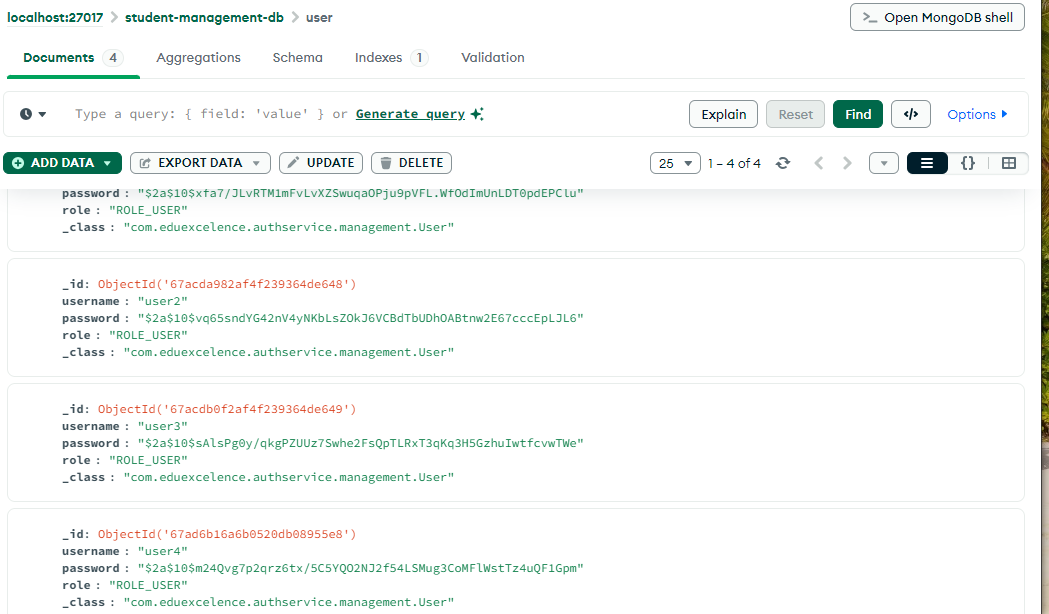 localhost:27017 > student-management-db > user
>_ Open MongoDB shell
Documents 4 Aggregations Schema Indexes 1 Validation
Type a query: { field: 'value' } or Generate query
Explain Reset Find </> Options
ADD DATA EXPORT DATA UPDATE DELETE
25 1 – 4 of 4 {}
password : "$2a$10$xfa7/JLvRTM1mFvLvXZSwuqaOPju9pVFL.WfOdImUnLDT0pdEPClu"
role : "ROLE_USER"
_class : "com.eduexcelence.authservice.management.User"
_id: ObjectId('67acda982af4f239364de648')
username : "user2"
password : "$2a$10$vq65sndYG42nV4yNKbLsZOkJ6VCBdTbUDhOABtnw2E67cccEpLJL6"
role : "ROLE_USER"
_class : "com.eduexcelence.authservice.management.User"
_id: ObjectId('67acdb0f2af4f239364de649')
username : "user3"
password : "$2a$10$sAlsPg0y/qkgPZUUz7Swhe2FsQpTLRxT3qKq3H5GzhuIwtfcvwTWe"
role : "ROLE_USER"
_class : "com.eduexcelence.authservice.management.User"
_id: ObjectId('67ad6b16a6b0520db08955e8')
username : "user4"
password : "$2a$10$m24Qvg7p2qrz6tx/5C5YQO2NJ2f54LSMug3CoMFlWstTz4uQF1Gpm"
role : "ROLE_USER"
_class : "com.eduexcelence.authservice.management.User"